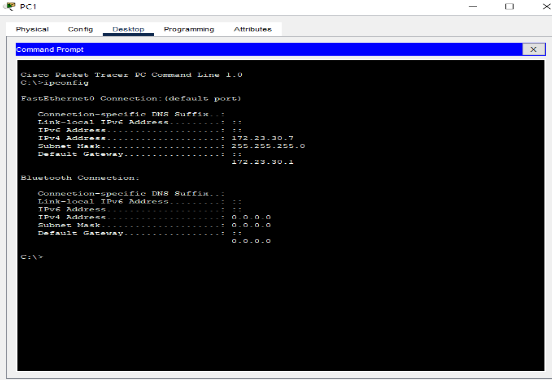 PC1
Physical Config Desktop Programming Attributes
Command Prompt X
Cisco Packet Tracer PC Command Line 1.0
C:\>ipconfig
FastEthernet0 Connection:(default port)
Connection-specific DNS Suffix..:
Link-local IPv6 Address.........: ::
IPv6 Address....................: ::
IPv4 Address....................: 172.23.30.7
Subnet Mask.....................: 255.255.255.0
Default Gateway.................: ::
172.23.30.1
Bluetooth Connection:
Connection-specific DNS Suffix..:
Link-local IPv6 Address.........: ::
IPv6 Address....................: ::
IPv4 Address....................: 0.0.0.0
Subnet Mask.....................: 0.0.0.0
Default Gateway.................: ::
0.0.0.0
C:\>